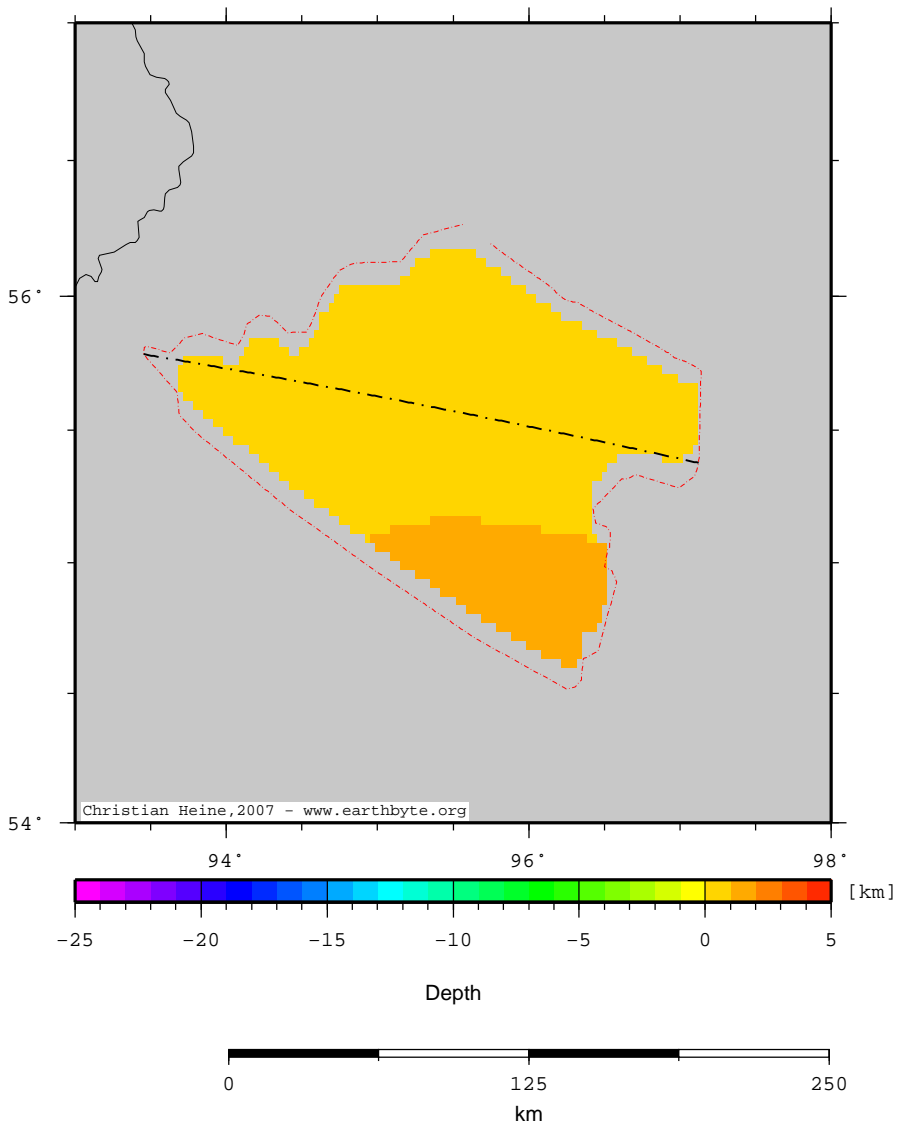 56°
54°
Christian Heine,2007 - www.earthbyte.org
94° 96° 98°
[km]
-25 -20 -15 -10 -5 0 5
Depth
0 125 250
km